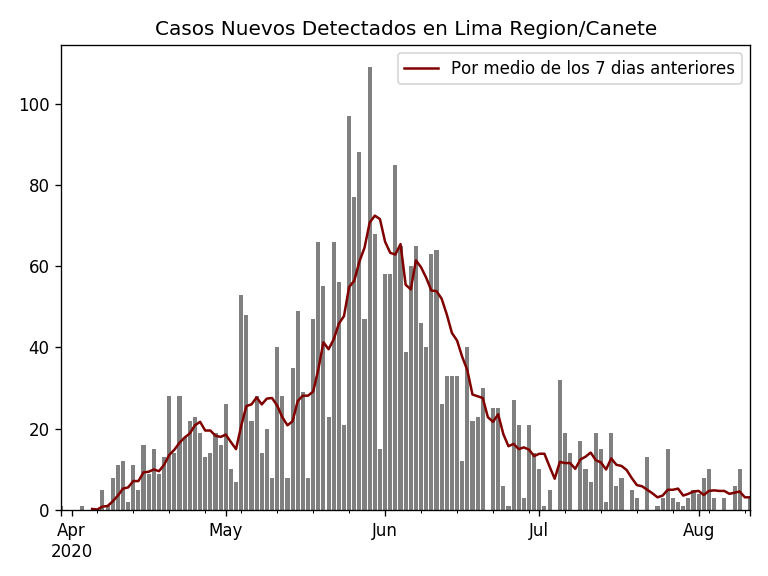 Casos Nuevos Detectados en Lima Region/Canete
Por medio de los 7 dias anteriores
100
80
60
40
20
0
Apr May Jun Jul Aug
2020